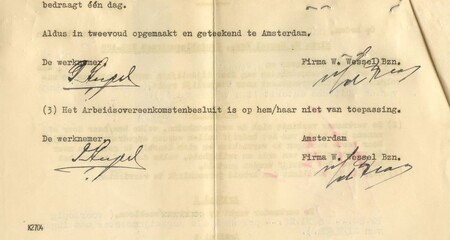 bedraagt één dag.
Aldus in tweevoud opgemaakt en geteekend te Amsterdam.
De werknemer Firma W. Wessel Bzn.
(3) Het Arbeidsovereenkomstenbesluit is op hem/haar niet van toepassing.
De werknemer Amsterdam
Firma W. Wessel Bzn.
K2704